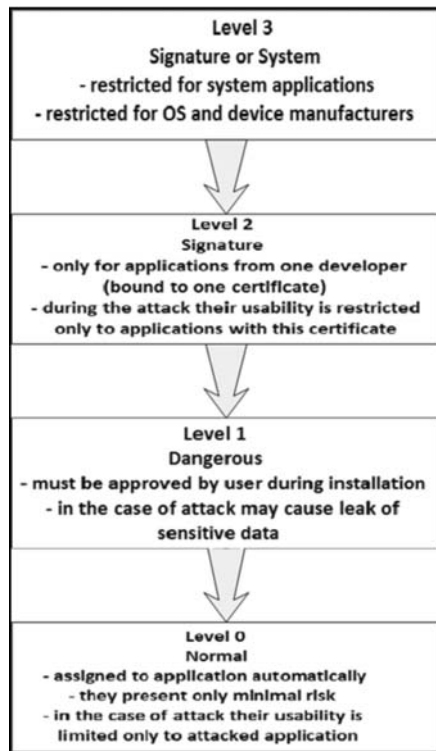 Level 3
Signature or System
- restricted for system applications
- restricted for OS and device manufacturers
Level 2
Signature
- only for applications from one developer
(bound to one certificate)
- during the attack their usability is restricted
only to applications with this certificate
Level 1
Dangerous
- must be approved by user during installation
- in the case of attack may cause leak of
sensitive data
Level 0
Normal
- assigned to application automatically
- they present only minimal risk
- in the case of attack their usability is
limited only to attacked application